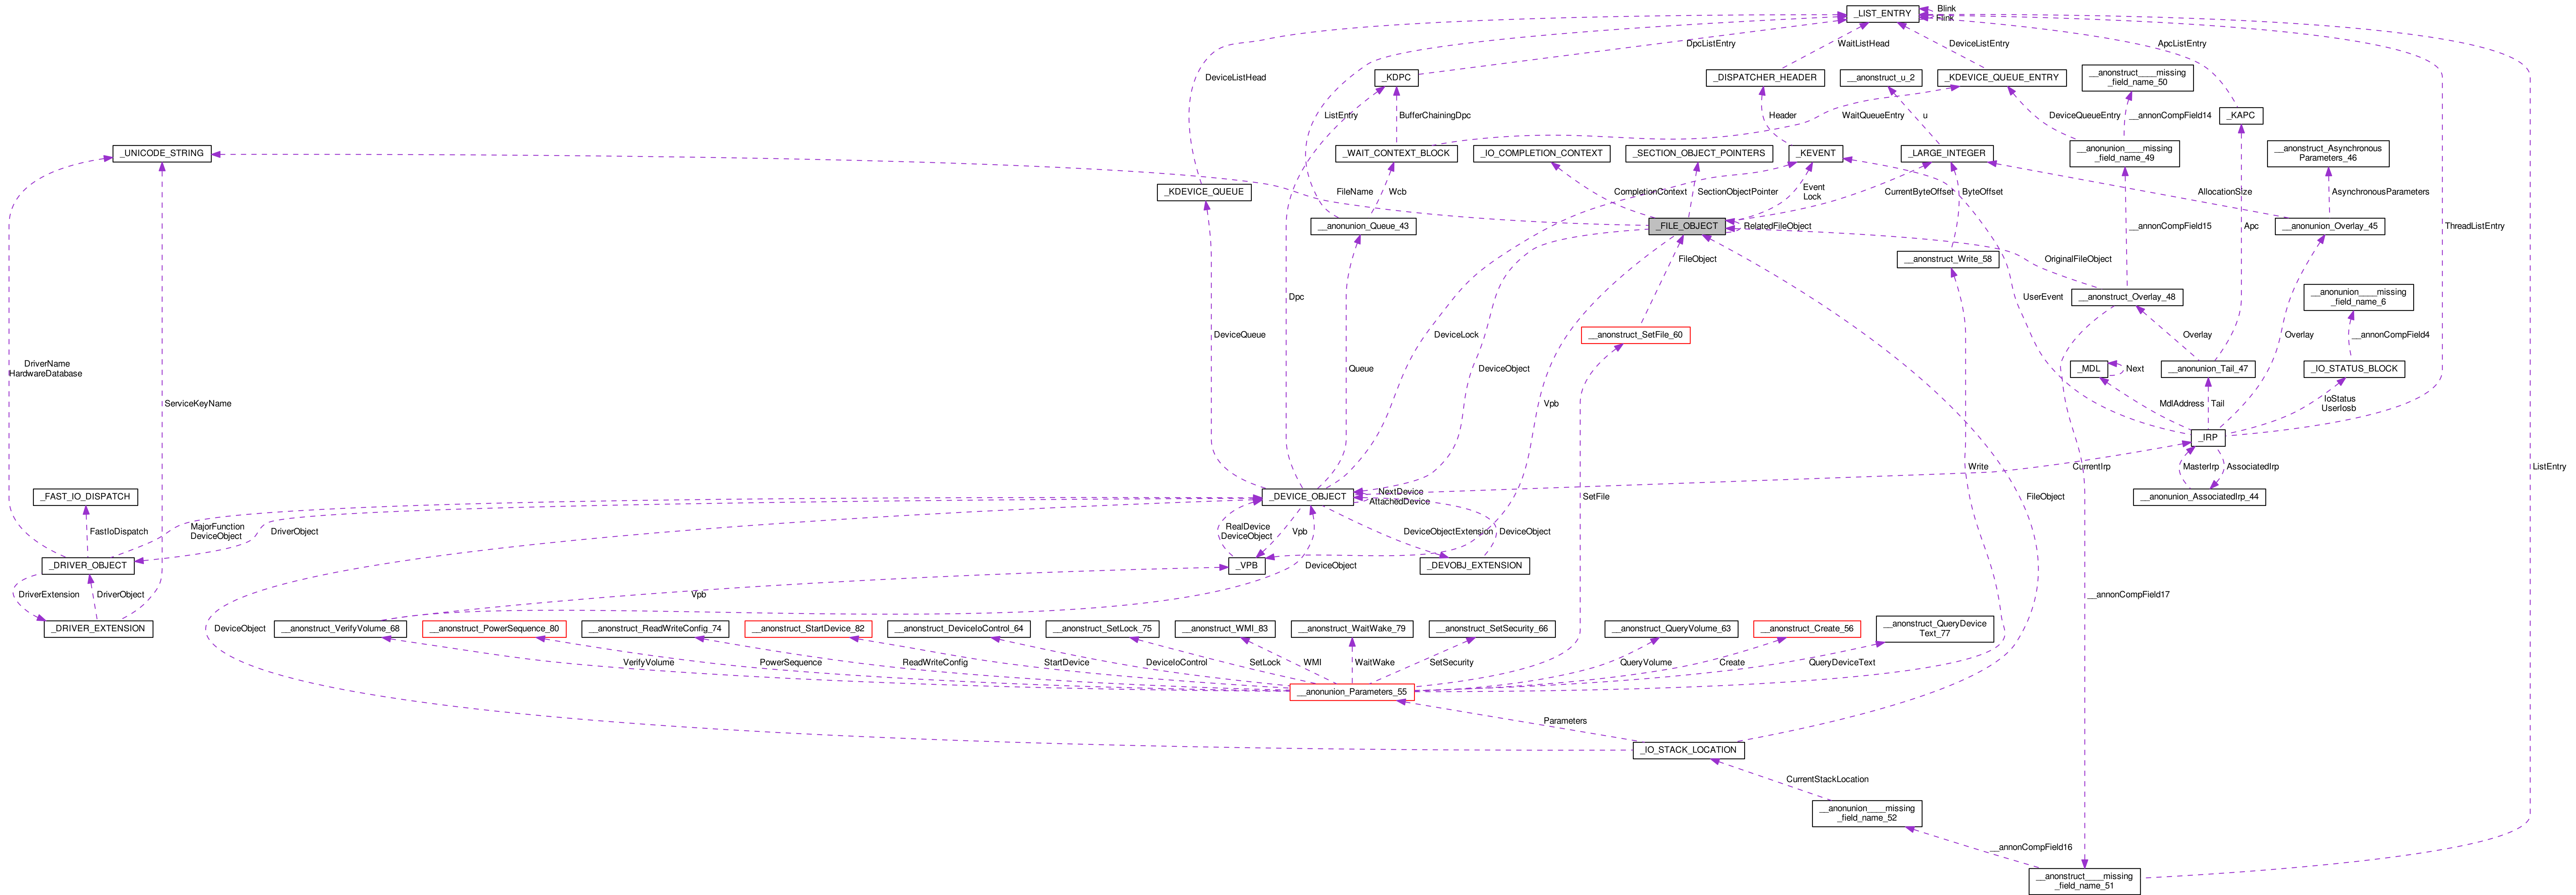 _LIST_ENTRY
Blink
Flink
DpcListEntry
WaitListHead
DeviceListEntry
ApcListEntry
DeviceListHead
_KDPC
_DISPATCHER_HEADER
__anonstruct_u_2
_KDEVICE_QUEUE_ENTRY
__anonstruct____missing
_field_name_50
ListEntry
BufferChainingDpc
WaitQueueEntry
Header
u
DeviceQueueEntry
__annonCompField14
_KAPC
_UNICODE_STRING
_WAIT_CONTEXT_BLOCK
_IO_COMPLETION_CONTEXT
_SECTION_OBJECT_POINTERS
_KEVENT
_LARGE_INTEGER
__anonunion____missing
_field_name_49
__anonstruct_Asynchronous
Parameters_46
_KDEVICE_QUEUE
FileName
Wcb
CompletionContext
SectionObjectPointer
Event
Lock
CurrentByteOffset
ByteOffset
AllocationSize
AsynchronousParameters
__anonunion_Queue_43
_FILE_OBJECT
RelatedFileObject
__annonCompField15
Apc
__anonunion_Overlay_45
ThreadListEntry
__anonstruct_Write_58
FileObject
OriginalFileObject
Dpc
UserEvent
__anonstruct_Overlay_48
__anonunion____missing
_field_name_6
DeviceQueue
DeviceLock
__anonstruct_SetFile_60
Overlay
Overlay
__annonCompField4
DriverName
HardwareDatabase
Queue
DeviceObject
_MDL
Next
__anonunion_Tail_47
_IO_STATUS_BLOCK
ServiceKeyName
Vpb
MdlAddress
Tail
IoStatus
UserIosb
_IRP
Write
CurrentIrp
MasterIrp
AssociatedIrp
ListEntry
_FAST_IO_DISPATCH
_DEVICE_OBJECT
NextDevice
AttachedDevice
SetFile
FileObject
__anonunion_AssociatedIrp_44
FastIoDispatch
MajorFunction
DeviceObject
DriverObject
RealDevice
DeviceObject
Vpb
DeviceObjectExtension
DeviceObject
_DRIVER_OBJECT
DeviceObject
_VPB
_DEVOBJ_EXTENSION
DriverExtension
DriverObject
Vpb
__annonCompField17
_DRIVER_EXTENSION
DeviceObject
__anonstruct_VerifyVolume_68
__anonstruct_PowerSequence_80
__anonstruct_ReadWriteConfig_74
__anonstruct_StartDevice_82
__anonstruct_DeviceIoControl_64
__anonstruct_SetLock_75
__anonstruct_WMI_83
__anonstruct_WaitWake_79
__anonstruct_SetSecurity_66
__anonstruct_QueryVolume_63
__anonstruct_Create_56
__anonstruct_QueryDevice
Text_77
VerifyVolume
PowerSequence
ReadWriteConfig
StartDevice
DeviceIoControl
SetLock
WMI
WaitWake
SetSecurity
QueryVolume
Create
QueryDeviceText
__anonunion_Parameters_55
Parameters
_IO_STACK_LOCATION
CurrentStackLocation
__anonunion____missing
_field_name_52
__annonCompField16
__anonstruct____missing
_field_name_51